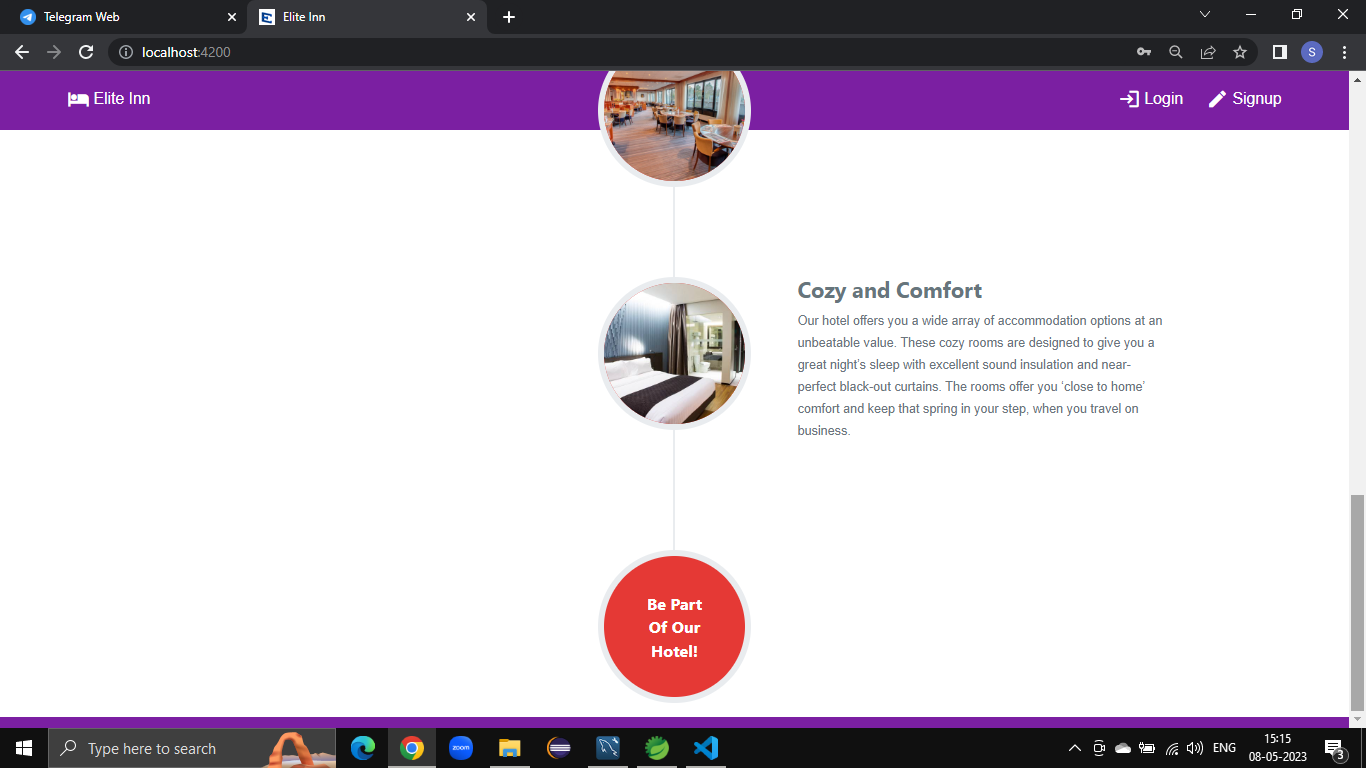 Telegram Web
Elite Inn
localhost:4200
S
Elite Inn
Login
Signup
Cozy and Comfort
Our hotel offers you a wide array of accommodation options at an
unbeatable value. These cozy rooms are designed to give you a
great night’s sleep with excellent sound insulation and near-
perfect black-out curtains. The rooms offer you ‘close to home’
comfort and keep that spring in your step, when you travel on
business.
Be Part
Of Our
Hotel!
Type here to search
zoom
ENG
15:15
08-05-2023
3